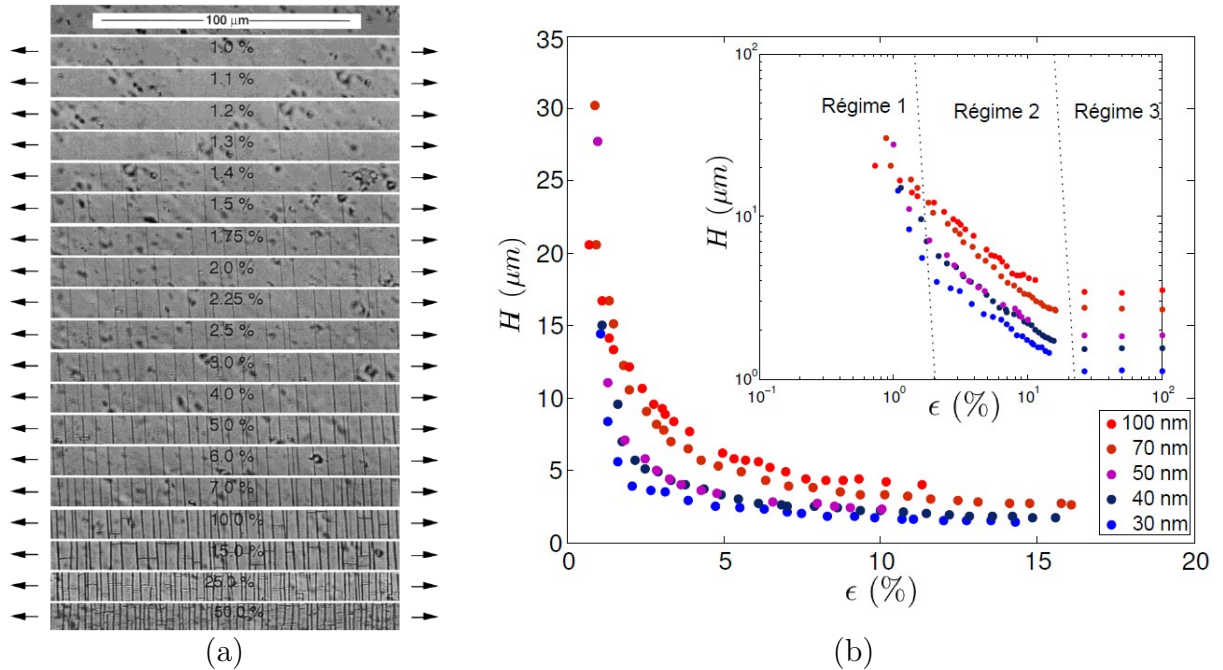 100 µm
1.0 %
1.1 %
1.2 %
1.3 %
1.4 %
1.5 %
1.75 %
2.0 %
2.25 %
2.5 %
3.0 %
4.0 %
5.0 %
6.0 %
7.0 %
10.0 %
15.0 %
25.0 %
50.0 %
(a)
35
30
25
20
15
10
5
0
H (µm)
0 5 10 15 20
ϵ (%)
10²
10¹
10⁰
H (µm)
Régime 1 Régime 2 Régime 3
10⁻¹ 10⁰ 10¹ 10²
ϵ (%)
100 nm
70 nm
50 nm
40 nm
30 nm
(b)